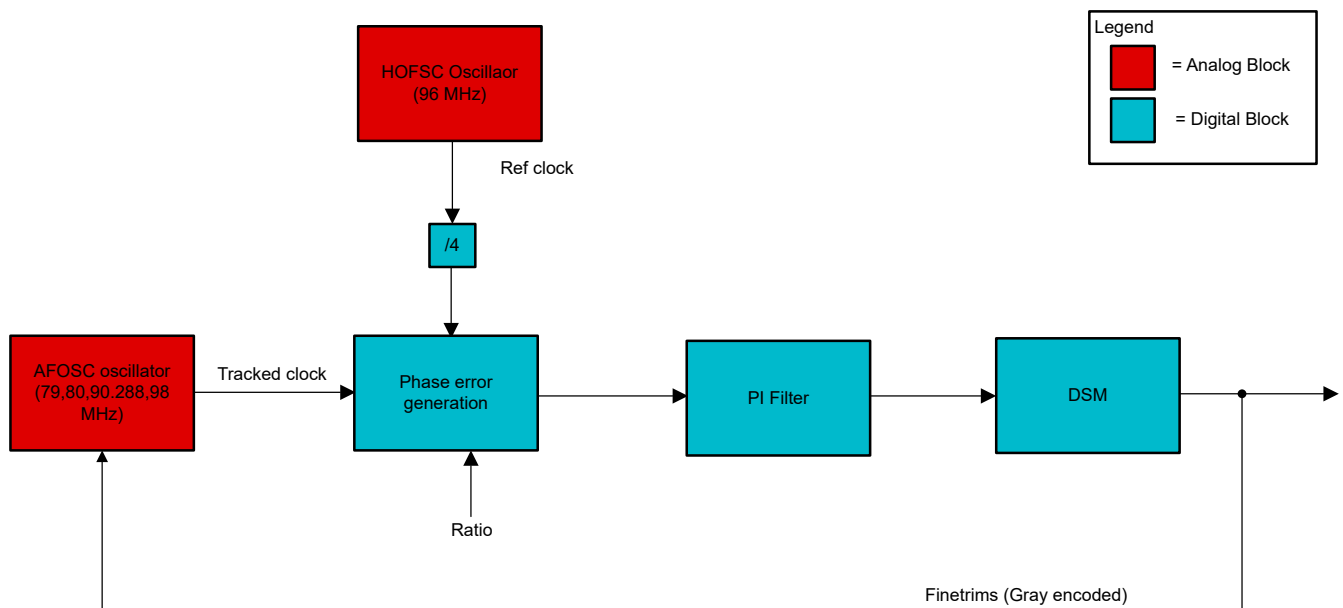 Legend
= Analog Block
= Digital Block
HOFSC Oscillaor
(96 MHz)
Ref clock
/4
AFOSC oscillator
(79,80,90.288,98
MHz)
Tracked clock
Phase error
generation
PI Filter
DSM
Ratio
Finetrims (Gray encoded)